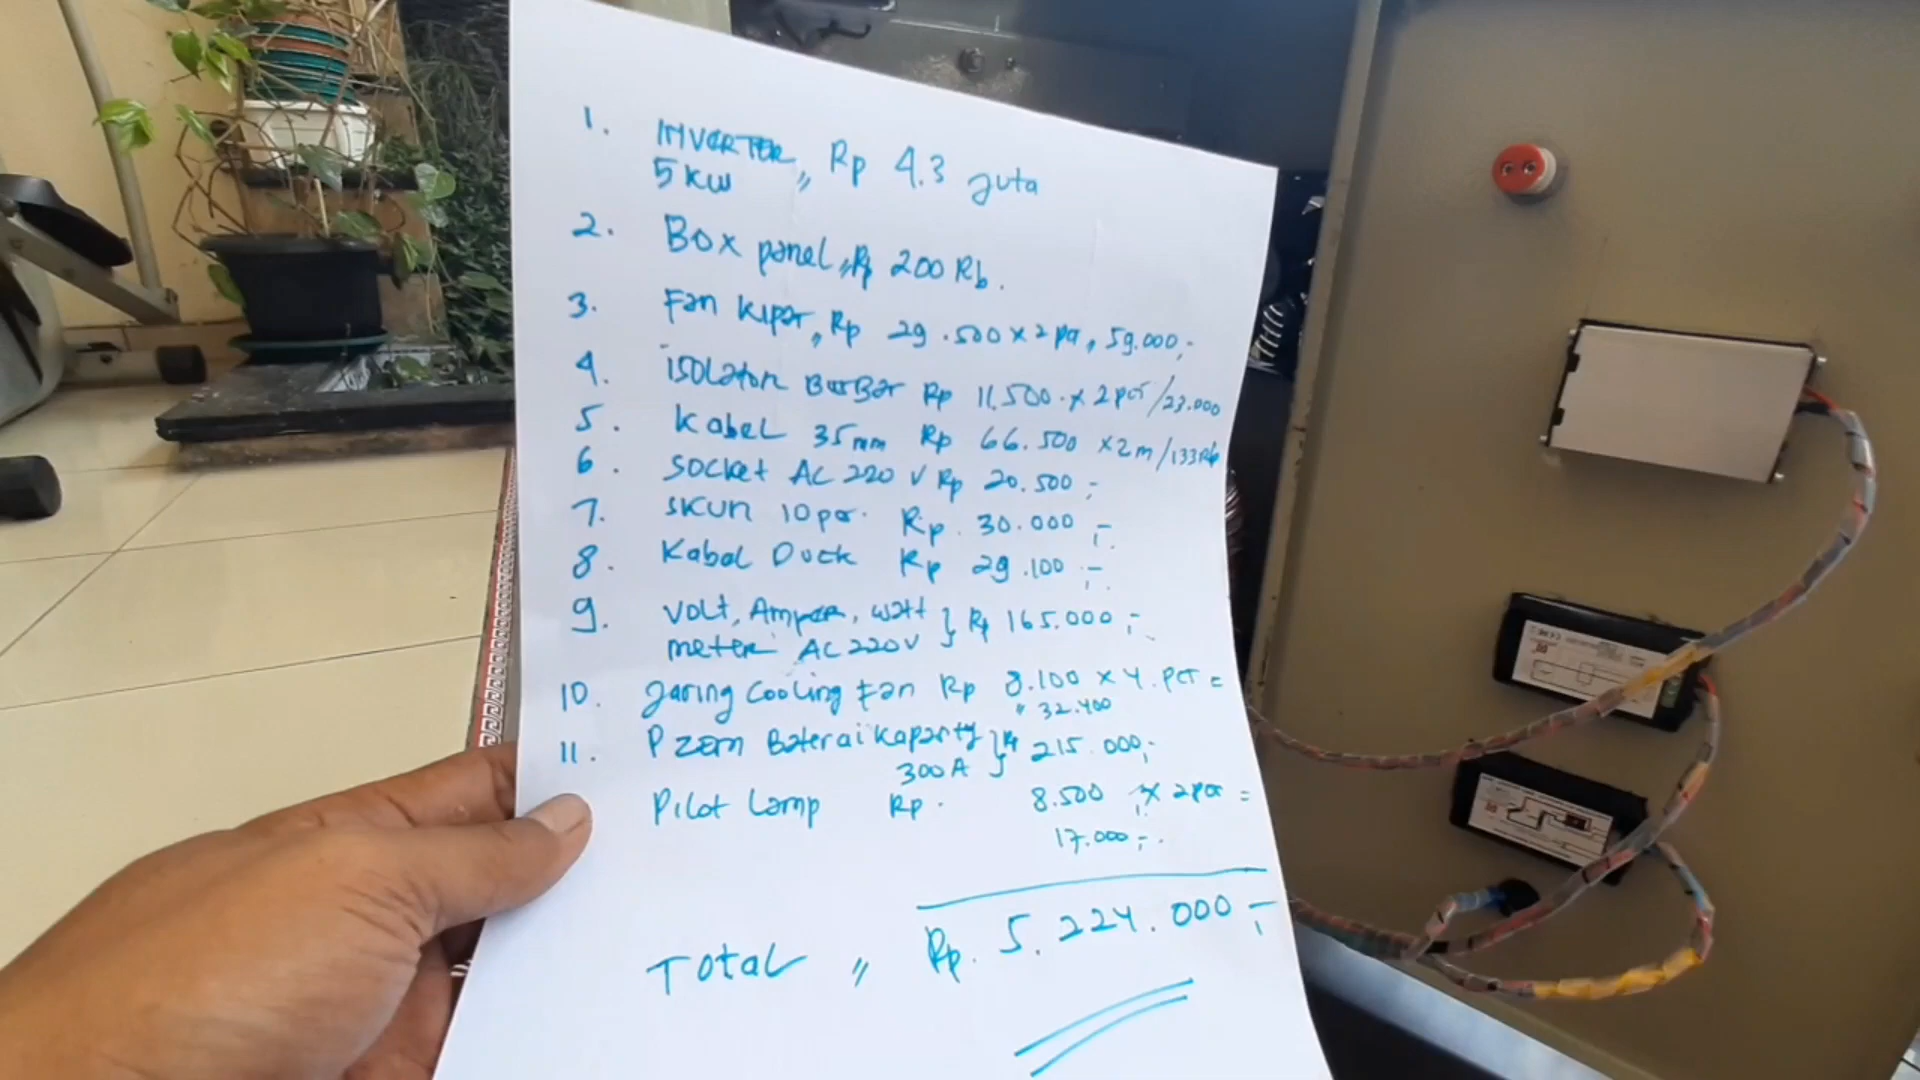 1. INVERTER,, Rp 4.3 juta
5 KW
2. Box panel,, Rp 200 Rb.
3. Fan kipas,, Rp 29.500 x 2 pcs, 59.000,-
4. isolator BusBar Rp 11.500 x 2 pcs / 23.000
5. Kabel 35mm Rp 66.500 x 2m / 133 Rb
6. Socket AC 220 V Rp 20.500,-
7. SKUN 10 pcs. Rp. 30.000,-
8. Kabel Duck Rp 29.100,-
9. Volt, Amper, watt } Rp 165.000,-
meter AC 220V
10. Jaring Cooling Fan Rp 8.100 x 4. pcs =
" 32.400
11. Pzem Baterai Kapasity } Rp 215.000,-
300 A
Pilot Lamp Rp. 8.500 x 2 pcs =
17.000,-.
Total ,, Rp. 5.224.000,-